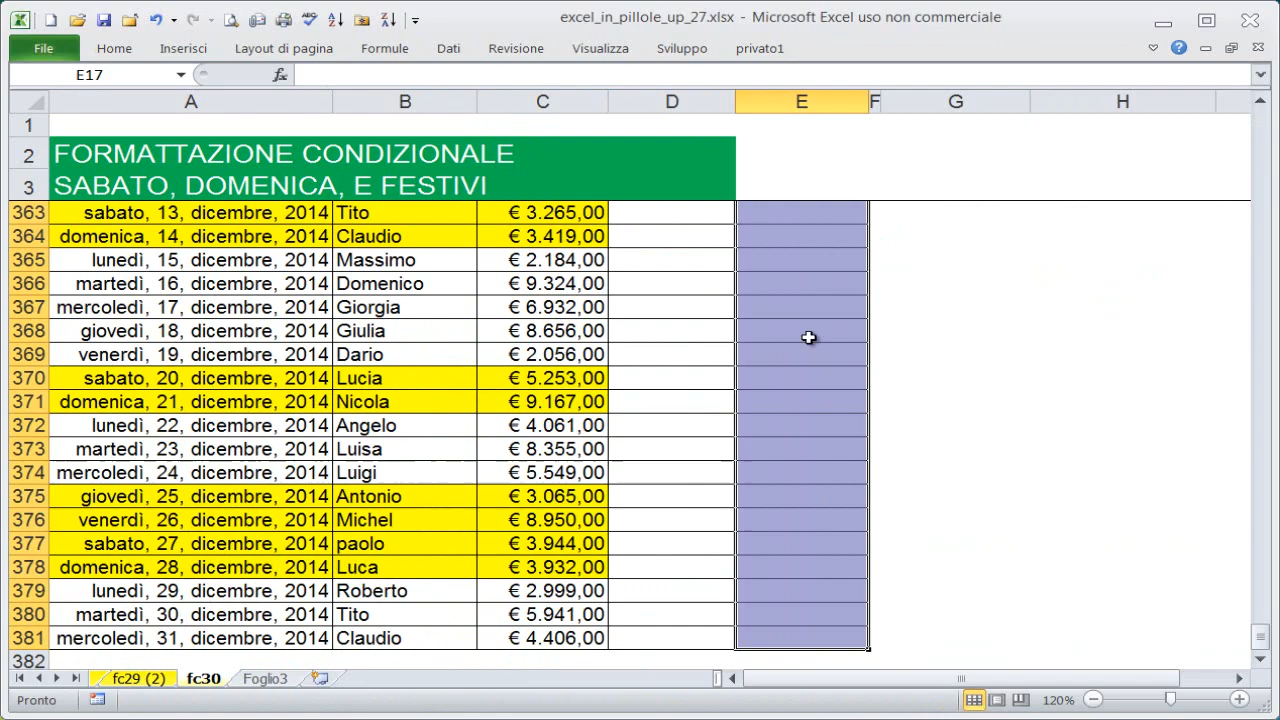 excel_in_pillole_up_27.xlsx - Microsoft Excel uso non commerciale
File Home Inserisci Layout di pagina Formule Dati Revisione Visualizza Sviluppo privato1
E17 fx
A B C D E F G H
1
2 FORMATTAZIONE CONDIZIONALE
3 SABATO, DOMENICA, E FESTIVI
363 sabato, 13, dicembre, 2014 Tito € 3.265,00
364 domenica, 14, dicembre, 2014 Claudio € 3.419,00
365 lunedì, 15, dicembre, 2014 Massimo € 2.184,00
366 martedì, 16, dicembre, 2014 Domenico € 9.324,00
367 mercoledì, 17, dicembre, 2014 Giorgia € 6.932,00
368 giovedì, 18, dicembre, 2014 Giulia € 8.656,00
369 venerdì, 19, dicembre, 2014 Dario € 2.056,00
370 sabato, 20, dicembre, 2014 Lucia € 5.253,00
371 domenica, 21, dicembre, 2014 Nicola € 9.167,00
372 lunedì, 22, dicembre, 2014 Angelo € 4.061,00
373 martedì, 23, dicembre, 2014 Luisa € 8.355,00
374 mercoledì, 24, dicembre, 2014 Luigi € 5.549,00
375 giovedì, 25, dicembre, 2014 Antonio € 3.065,00
376 venerdì, 26, dicembre, 2014 Michel € 8.950,00
377 sabato, 27, dicembre, 2014 paolo € 3.944,00
378 domenica, 28, dicembre, 2014 Luca € 3.932,00
379 lunedì, 29, dicembre, 2014 Roberto € 2.999,00
380 martedì, 30, dicembre, 2014 Tito € 5.941,00
381 mercoledì, 31, dicembre, 2014 Claudio € 4.406,00
382
fc29 (2) fc30 Foglio3
Pronto 120%